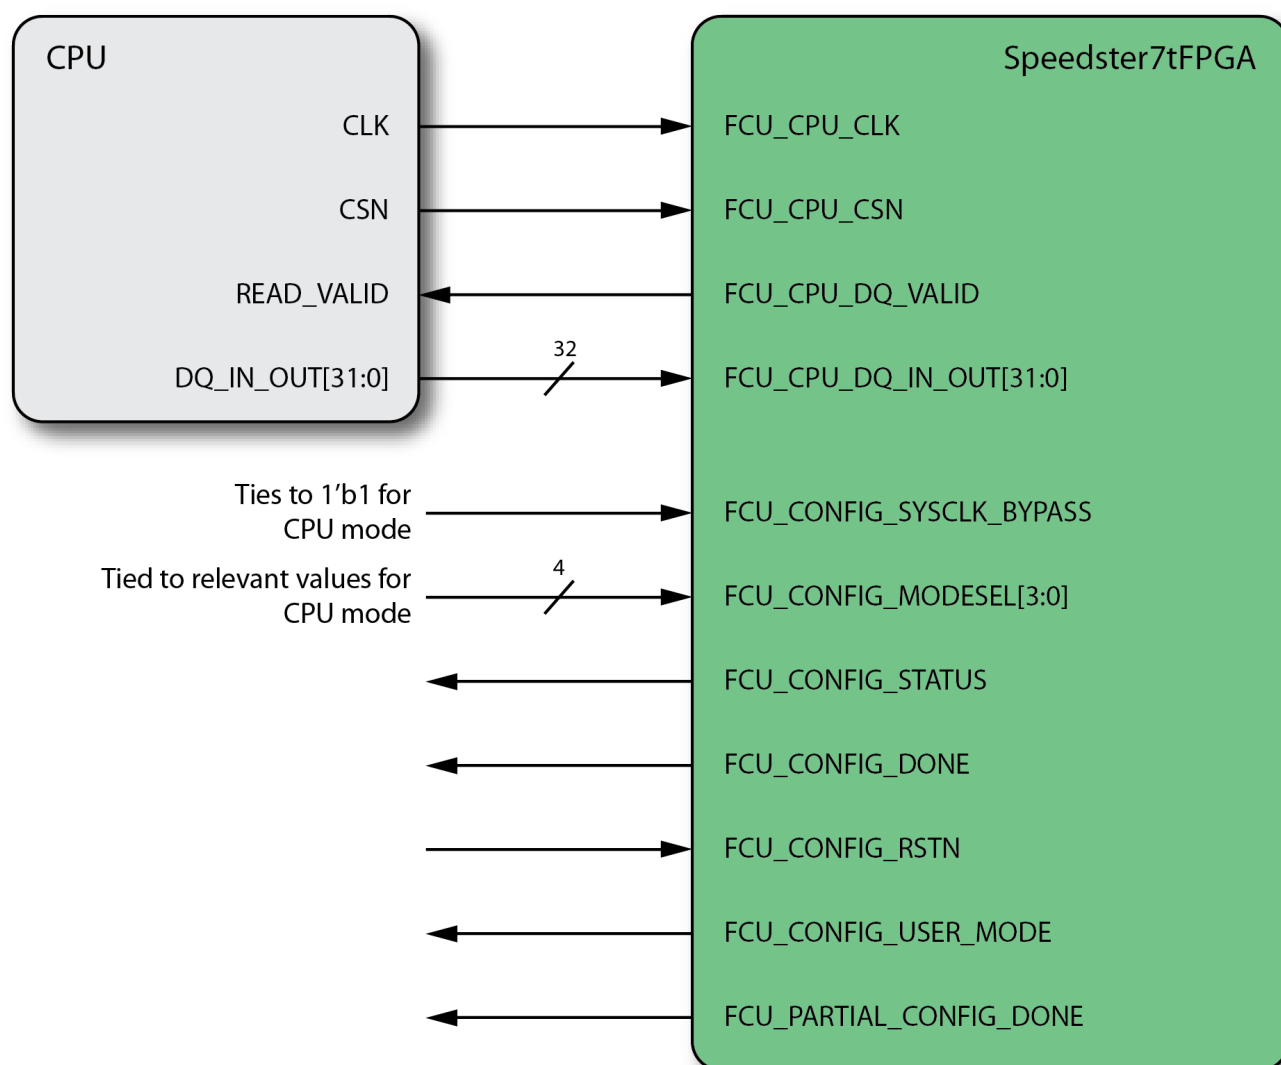 CPU
Speedster7tFPGA
CLK
FCU_CPU_CLK
CSN
FCU_CPU_CSN
READ_VALID
FCU_CPU_DQ_VALID
32
DQ_IN_OUT[31:0]
FCU_CPU_DQ_IN_OUT[31:0]
Ties to 1’b1 for
CPU mode
FCU_CONFIG_SYSCLK_BYPASS
Tied to relevant values for
CPU mode
4
FCU_CONFIG_MODESEL[3:0]
FCU_CONFIG_STATUS
FCU_CONFIG_DONE
FCU_CONFIG_RSTN
FCU_CONFIG_USER_MODE
FCU_PARTIAL_CONFIG_DONE